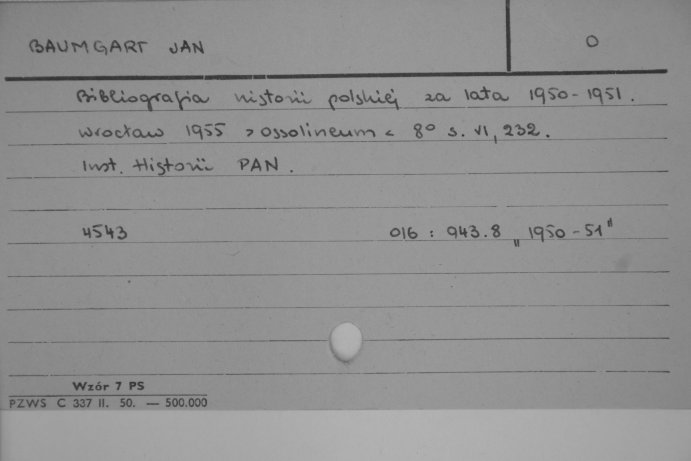 BAUMGART JAN
O
Bibliografia historii polskiej za lata 1950-1951.
Wrocław 1955 >Ossolineum< 8° s. VI, 232.
Inst. Historii PAN.
4543 016 : 943.8 „1950-51"
Wzór 7 PS
PZWS C 337 II. 50. — 500.000